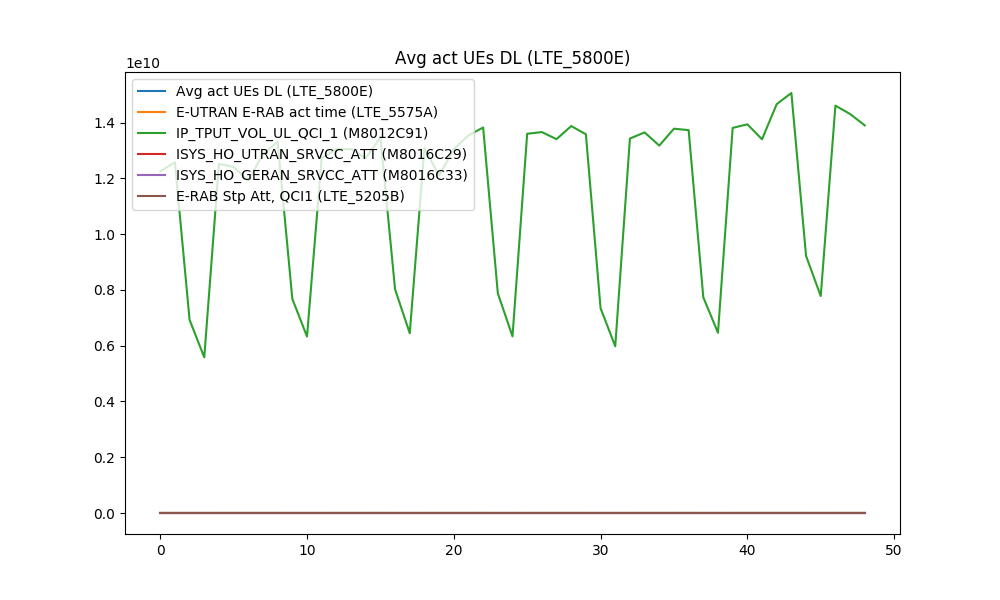 Avg act UEs DL (LTE_5800E)
1e10
Avg act UEs DL (LTE_5800E)
E-UTRAN E-RAB act time (LTE_5575A)
IP_TPUT_VOL_UL_QCI_1 (M8012C91)
ISYS_HO_UTRAN_SRVCC_ATT (M8016C29)
ISYS_HO_GERAN_SRVCC_ATT (M8016C33)
E-RAB Stp Att, QCI1 (LTE_5205B)
1.4
1.2
1.0
0.8
0.6
0.4
0.2
0.0
0 10 20 30 40 50